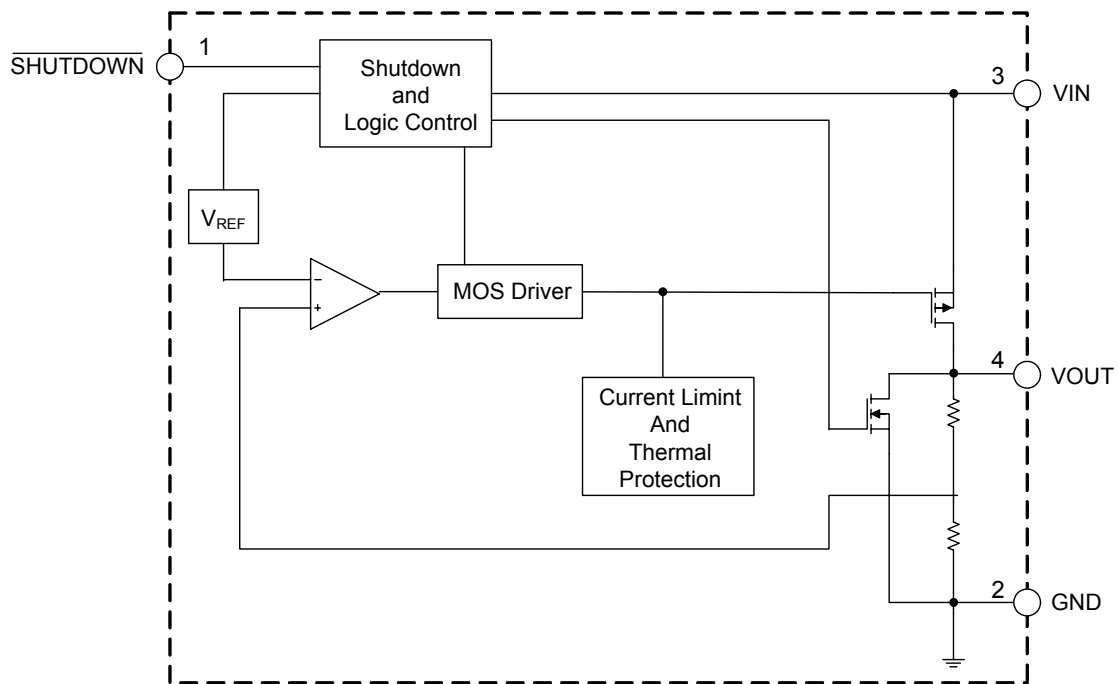 SHUTDOWN
1
Shutdown
and
Logic Control
3
VIN
VREF
−
+
MOS Driver
4
VOUT
Current Limint
And
Thermal
Protection
2
GND